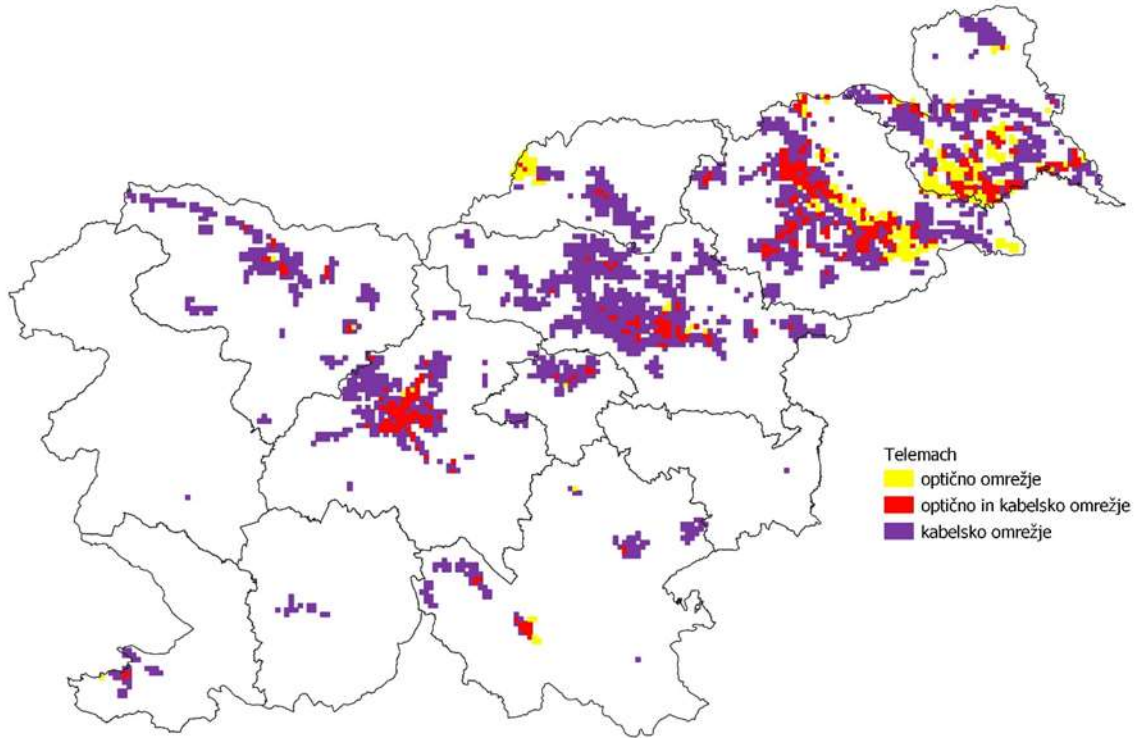 Telemach
optično omrežje
optično in kabelsko omrežje
kabelsko omrežje